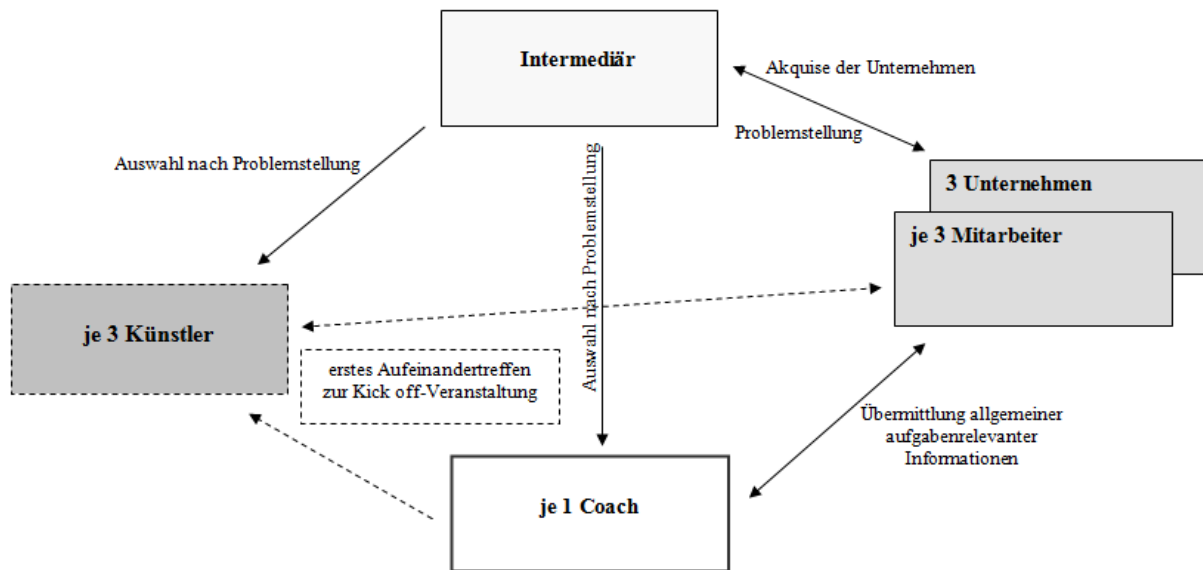 Intermediär
Akquise der Unternehmen
Problemstellung
Auswahl nach Problemstellung
Auswahl nach Problemstellung
3 Unternehmen
je 3 Mitarbeiter
je 3 Künstler
erstes Aufeinandertreffen
zur Kick off-Veranstaltung
Übermittlung allgemeiner
aufgabenrelevanter
Informationen
je 1 Coach